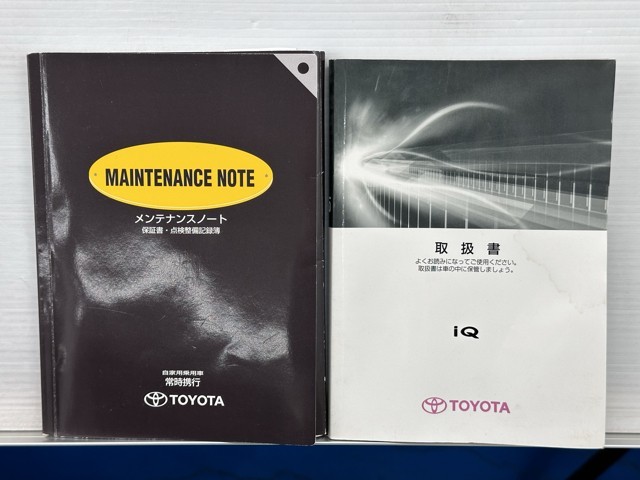 MAINTENANCE NOTE
メンテナンスノート
保証書・点検整備記録簿
自家用乗用車
常時携行
TOYOTA
取扱書
よくお読みになってご使用ください。
取扱書は車の中に保管しましょう。
iQ
TOYOTA